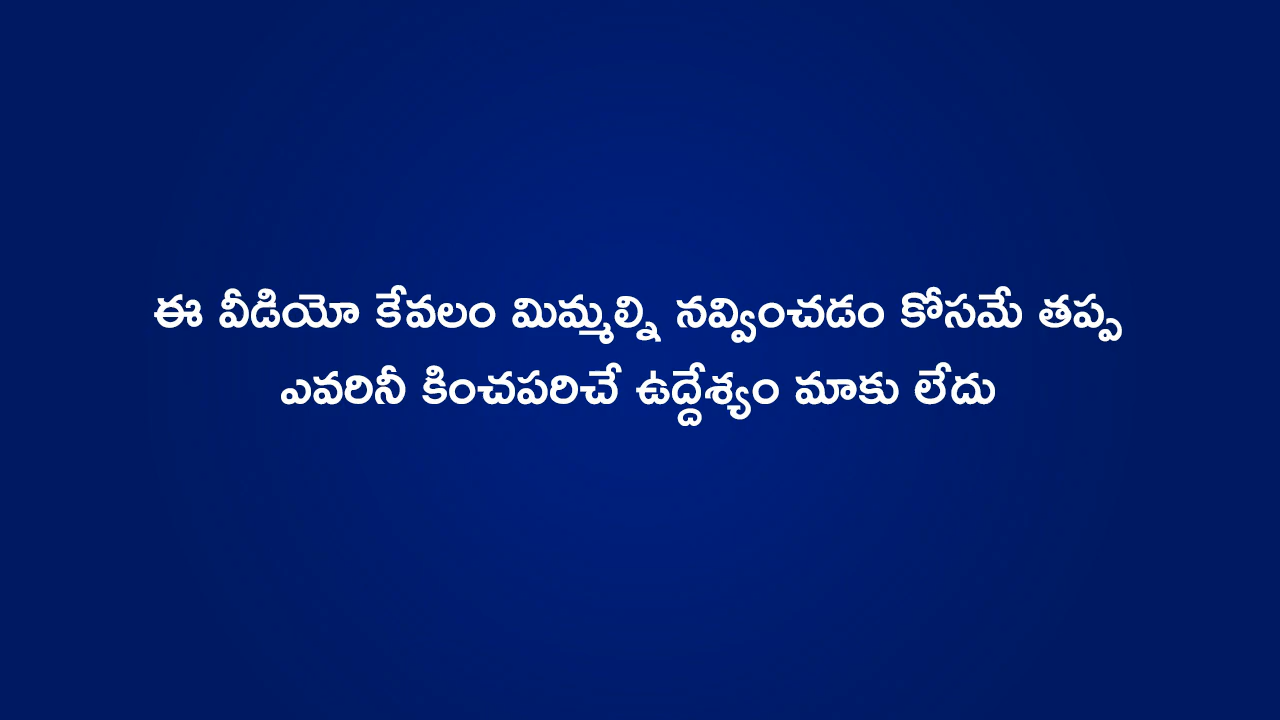 ఈ వీడియో కేవలం మిమ్మల్ని నవ్వించడం కోసమే తప్ప
ఎవరినీ కించపరిచే ఉద్దేశ్యం మాకు లేదు